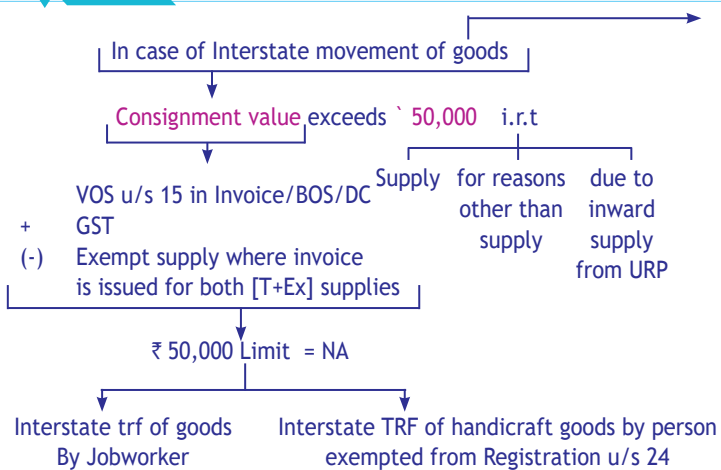 In case of Interstate movement of goods
Consignment value exceeds ` 50,000 i.r.t
Supply for reasons other than supply due to inward supply from URP
VOS u/s 15 in Invoice/BOS/DC
+ GST
(-) Exempt supply where invoice
is issued for both [T+Ex] supplies
₹ 50,000 Limit = NA
Interstate trf of goods
By Jobworker
Interstate TRF of handicraft goods by person
exempted from Registration u/s 24